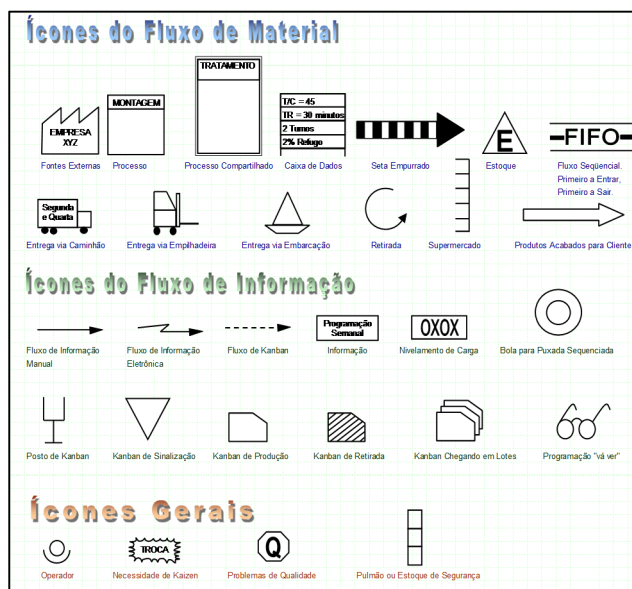 Ícones do Fluxo de Material
EMPRESA
XYZ
MONTAGEM
TRATAMENTO
T/C = 45
TR = 30 minutos
2 Turnos
2% Refugo
E
FIFO
Fontes Externas
Processo
Processo Compartilhado
Caixa de Dados
Seta Empurrado
Estoque
Fluxo Seqüencial.
Primeiro a Entrar,
Primeiro a Sair.
Segunda
e Quarta
Entrega via Caminhão
Entrega via Empilhadeira
Entrega via Embarcação
Retirada
Supermercado
Produtos Acabados para Cliente
Ícones do Fluxo de Informação
Programação
Semanal
OXOX
Fluxo de Informação
Manual
Fluxo de Informação
Eletrônica
Fluxo de Kanban
Informação
Nivelamento de Carga
Bola para Puxada Sequenciada
Posto de Kanban
Kanban de Sinalização
Kanban de Produção
Kanban de Retirada
Kanban Chegando em Lotes
Programação "vá ver"
Ícones Gerais
TROCA
Q
Operador
Necessidade de Kaizen
Problemas de Qualidade
Pulmão ou Estoque de Segurança